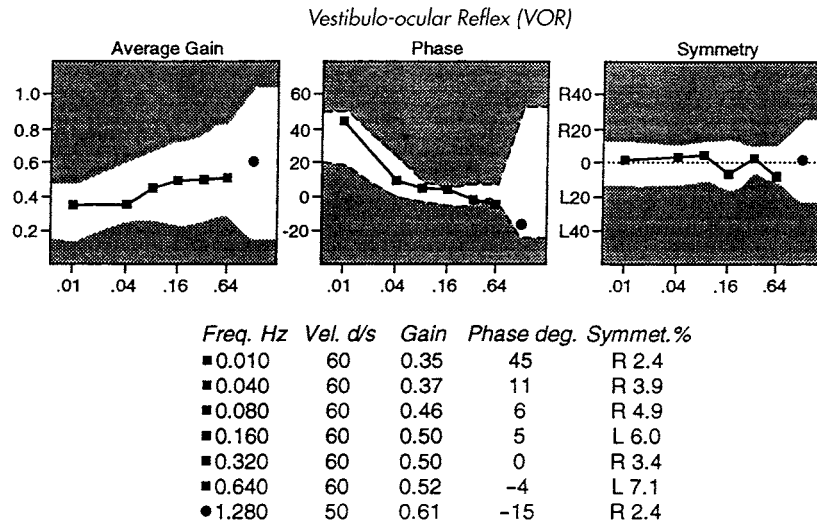 Vestibulo-ocular Reflex (VOR)
Average Gain
Phase
Symmetry
1.0
0.8
0.6
0.4
0.2
.01 .04 .16 .64
60
40
20
0
-20
.01 .04 .16 .64
R40
R20
0
L20
L40
.01 .04 .16 .64
Freq. Hz Vel. d/s Gain Phase deg. Symmet.%
■ 0.010 60 0.35 45 R 2.4
■ 0.040 60 0.37 11 R 3.9
■ 0.080 60 0.46 6 R 4.9
■ 0.160 60 0.50 5 L 6.0
■ 0.320 60 0.50 0 R 3.4
■ 0.640 60 0.52 –4 L 7.1
● 1.280 50 0.61 –15 R 2.4